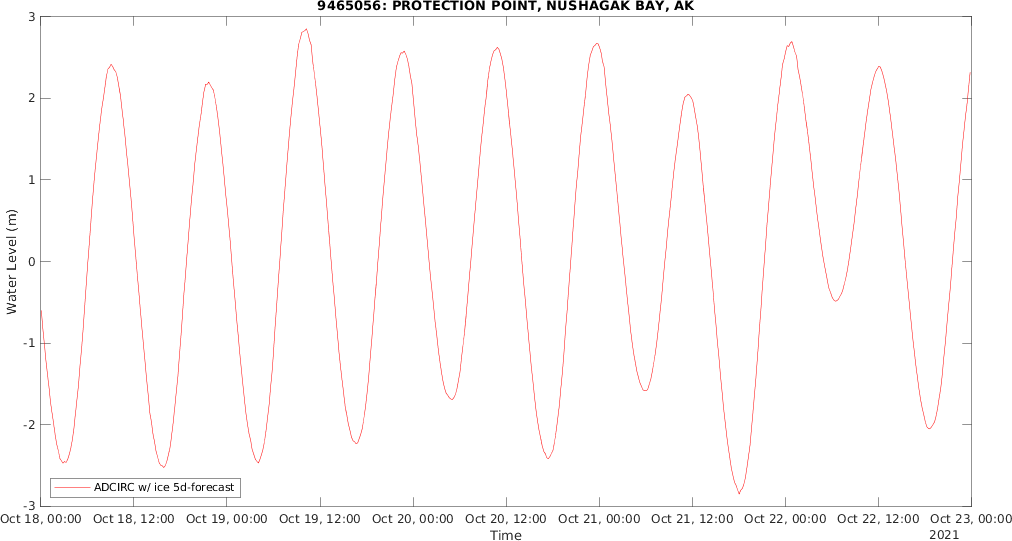 9465056: PROTECTION POINT, NUSHAGAK BAY, AK
3
2
1
0
-1
-2
-3
Water Level (m)
ADCIRC w/ ice 5d-forecast
Oct 18, 00:00 Oct 18, 12:00 Oct 19, 00:00 Oct 19, 12:00 Oct 20, 00:00 Oct 20, 12:00 Oct 21, 00:00 Oct 21, 12:00 Oct 22, 00:00 Oct 22, 12:00 Oct 23, 00:00
Time
2021